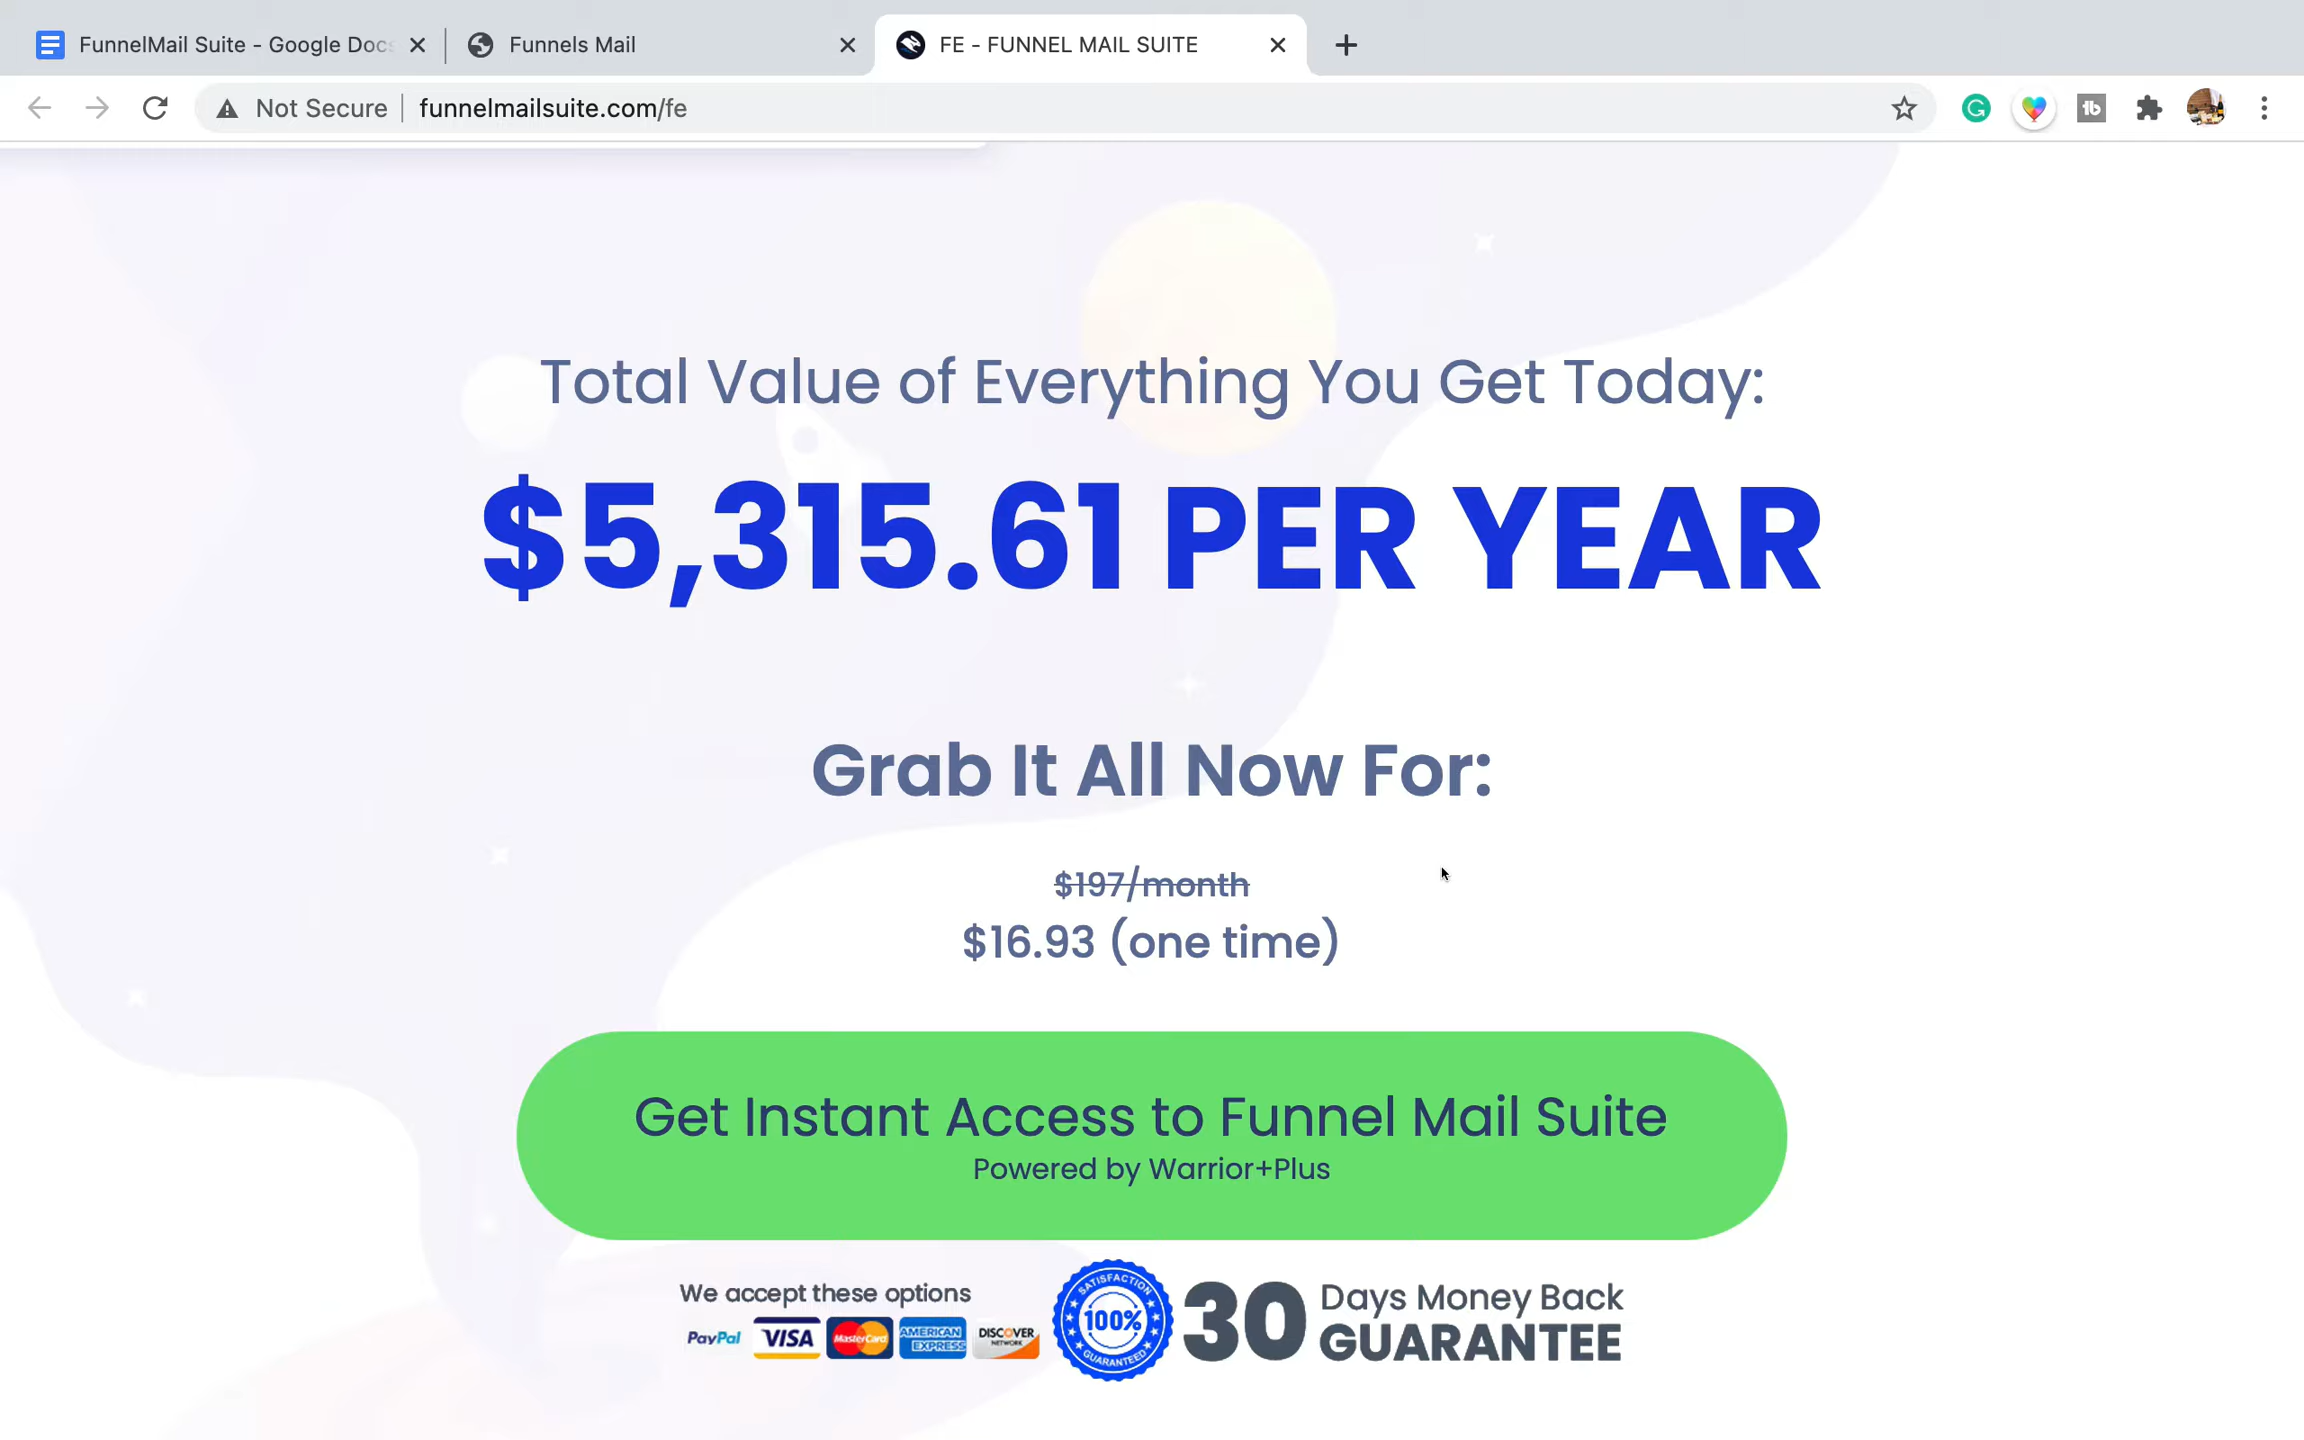 FunnelMail Suite - Google Docs
Funnels Mail
FE - FUNNEL MAIL SUITE
Not Secure
funnelmailsuite.com/fe
Total Value of Everything You Get Today:
$5,315.61 PER YEAR
Grab It All Now For:
$197/month
$16.93 (one time)
Get Instant Access to Funnel Mail Suite
Powered by Warrior+Plus
We accept these options
PayPal VISA MasterCard AMERICAN EXPRESS DISCOVER NETWORK
SATISFACTION
100%
GUARANTEED
30 Days Money Back
GUARANTEE